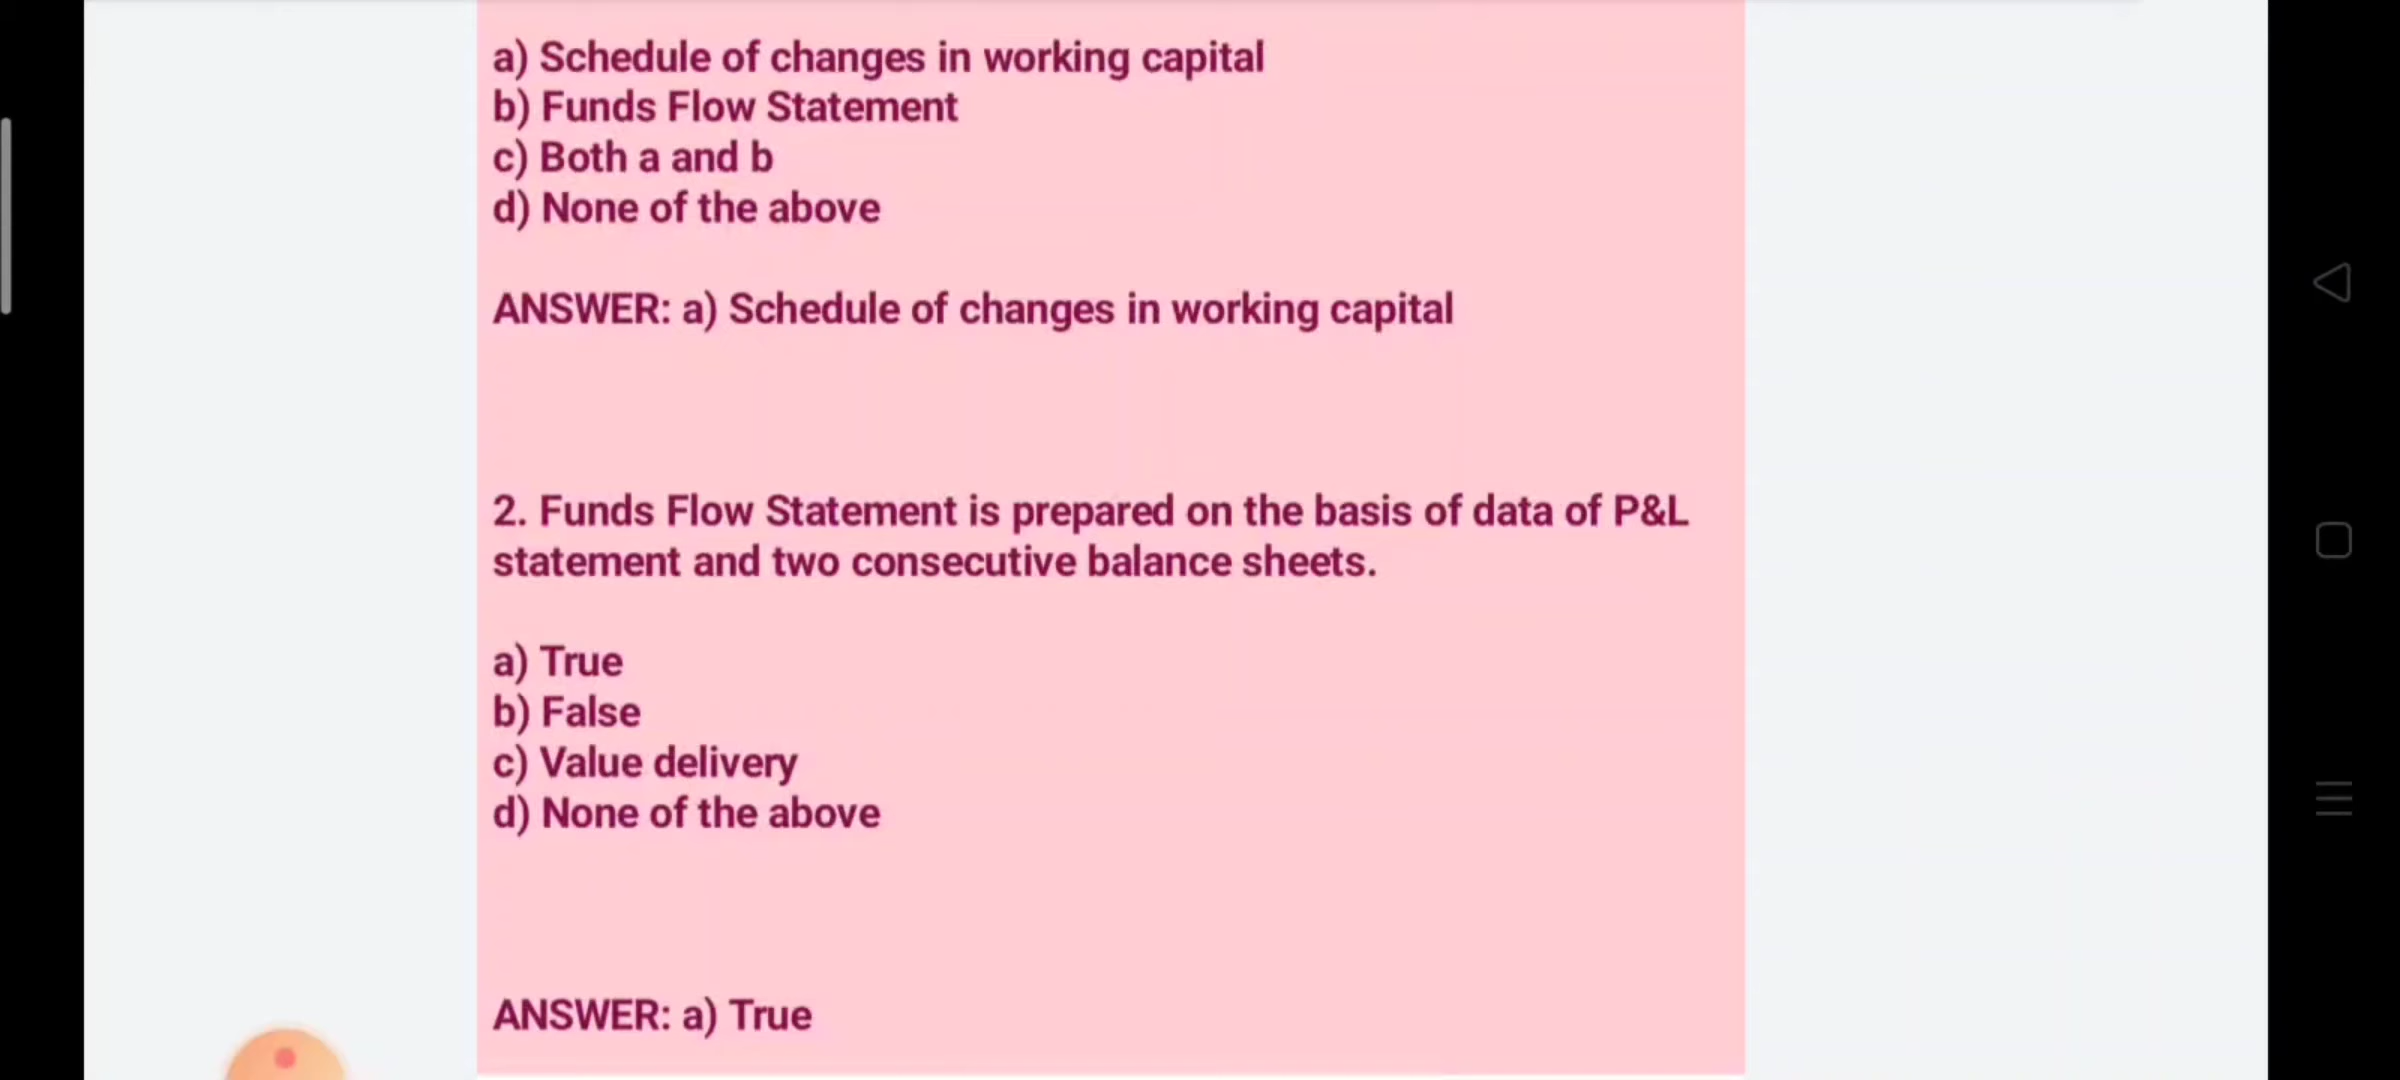 a) Schedule of changes in working capital
b) Funds Flow Statement
c) Both a and b
d) None of the above
ANSWER: a) Schedule of changes in working capital
2. Funds Flow Statement is prepared on the basis of data of P&L
statement and two consecutive balance sheets.
a) True
b) False
c) Value delivery
d) None of the above
ANSWER: a) True